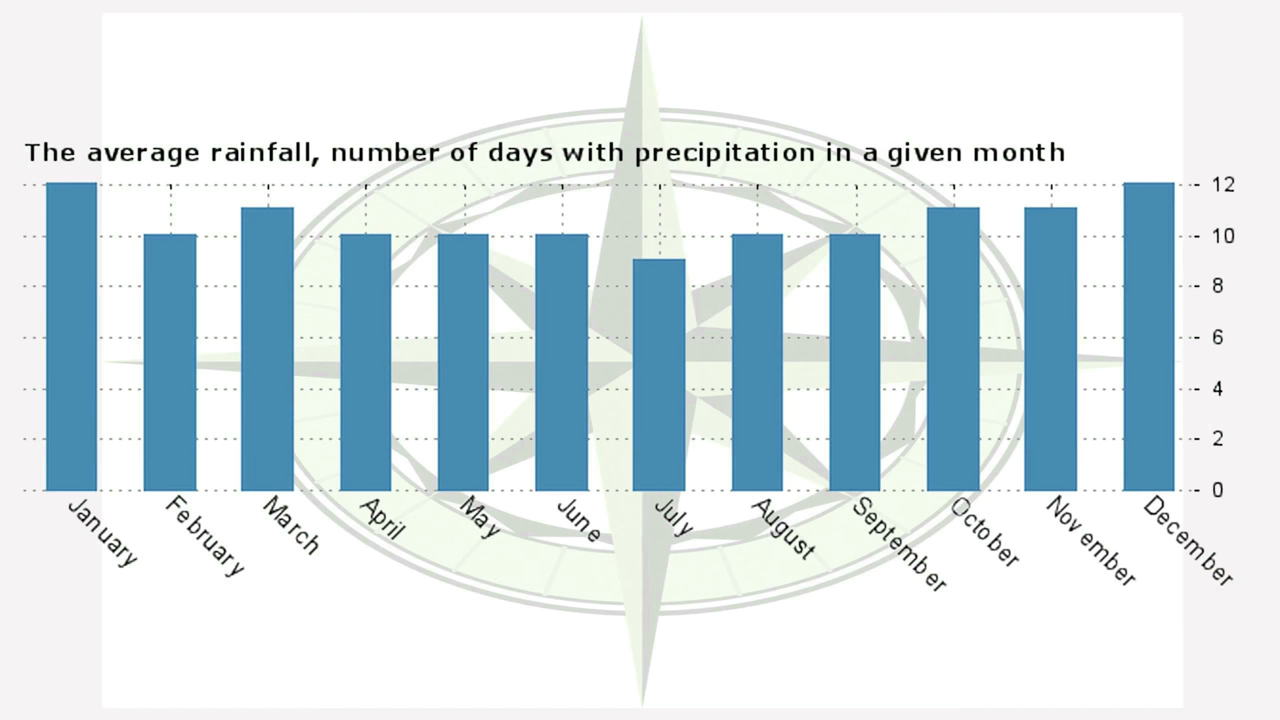 The average rainfall, number of days with precipitation in a given month
12
10
8
6
4
2
0
January
February
March
April
May
June
July
August
September
October
November
December